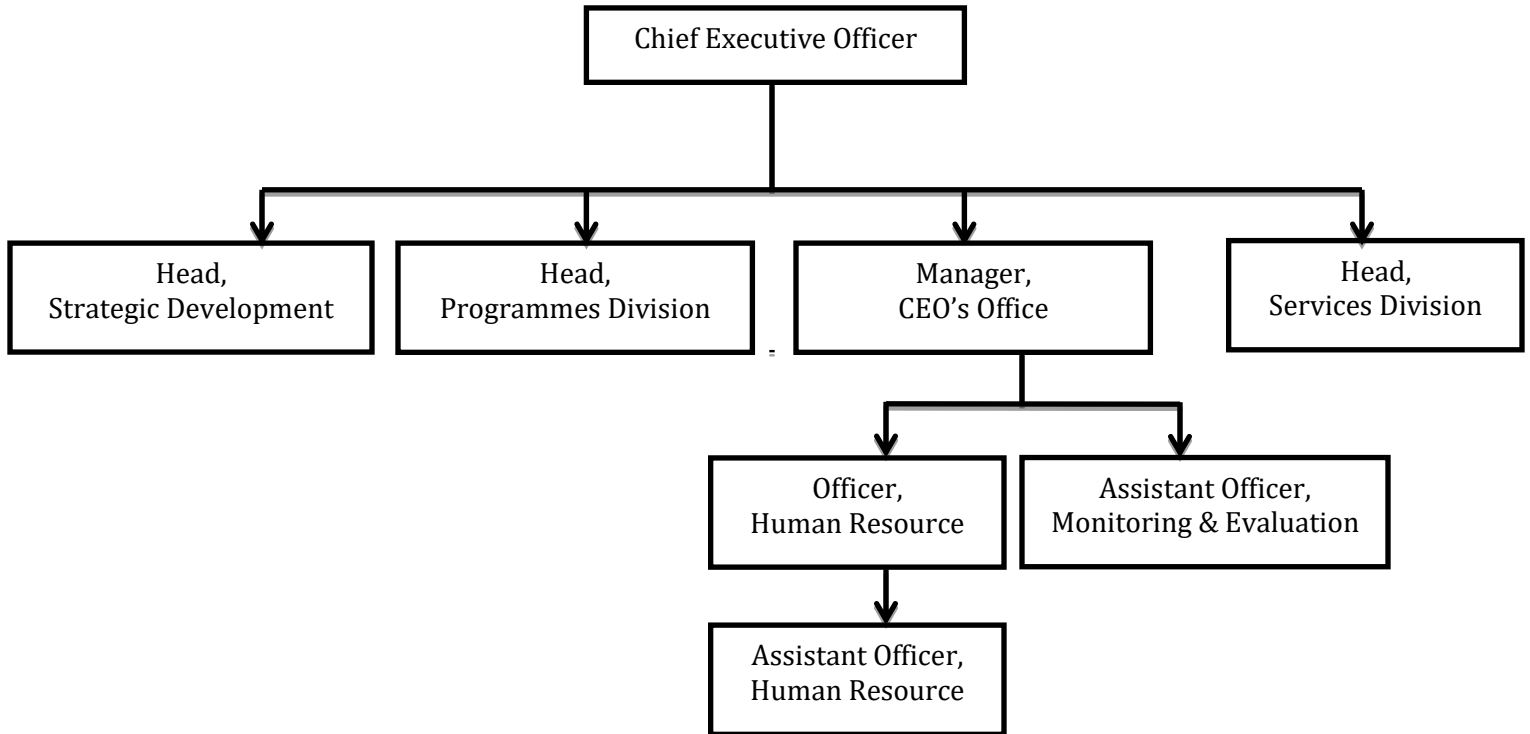 Chief Executive Officer
Head,
Strategic Development
Head,
Programmes Division
Manager,
CEO’s Office
Head,
Services Division
Officer,
Human Resource
Assistant Officer,
Monitoring & Evaluation
Assistant Officer,
Human Resource